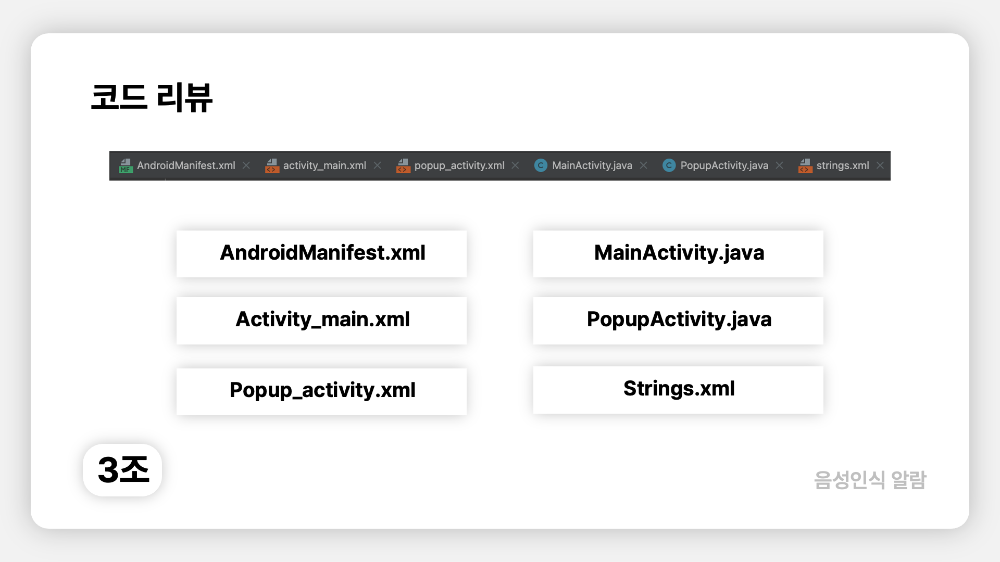 코드 리뷰
MF AndroidManifest.xml <> activity_main.xml <> popup_activity.xml C MainActivity.java C PopupActivity.java <> strings.xml
AndroidManifest.xml
MainActivity.java
Activity_main.xml
PopupActivity.java
Popup_activity.xml
Strings.xml
3조
음성인식 알람